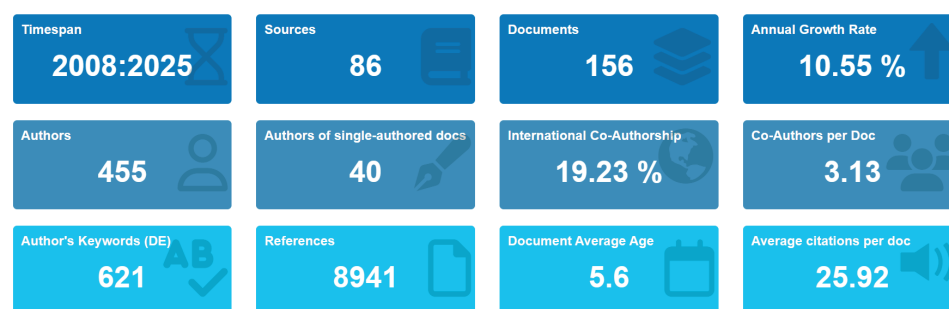 Timespan
2008:2025
Sources
86
Documents
156
Annual Growth Rate
10.55 %
Authors
455
Authors of single-authored docs
40
International Co-Authorship
19.23 %
Co-Authors per Doc
3.13
Author's Keywords (DE)
621
AB
References
8941
Document Average Age
5.6
Average citations per doc
25.92